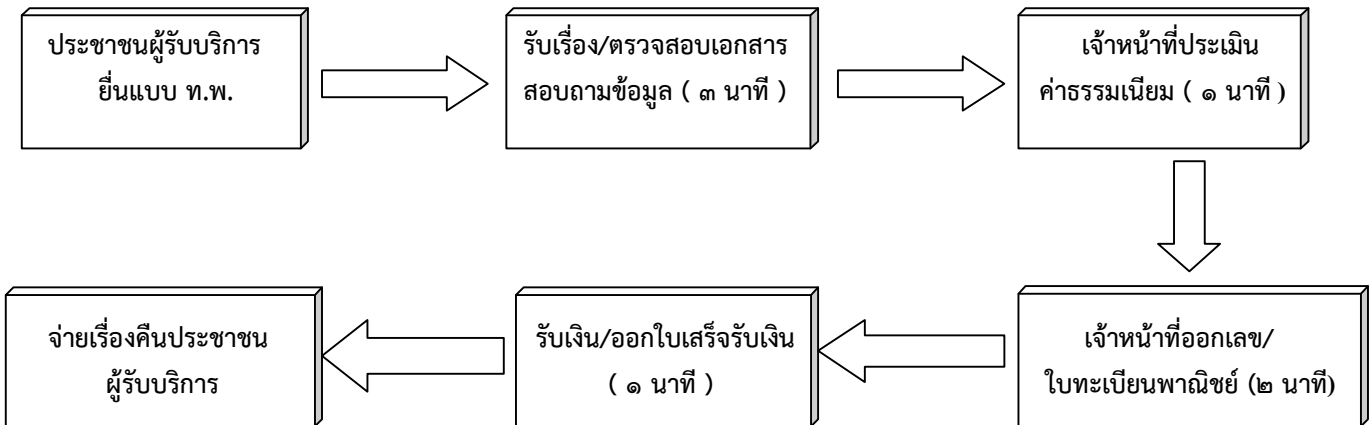 ประชาชนผู้รับบริการ
ยื่นแบบ ท.พ.
รับเรื่อง/ตรวจสอบเอกสาร
สอบถามข้อมูล ( ๓ นาที )
เจ้าหน้าที่ประเมิน
ค่าธรรมเนียม ( ๑ นาที )
เจ้าหน้าที่ออกเลข/
ใบทะเบียนพาณิชย์ (๒ นาที)
รับเงิน/ออกใบเสร็จรับเงิน
( ๑ นาที )
จ่ายเรื่องคืนประชาชน
ผู้รับบริการ